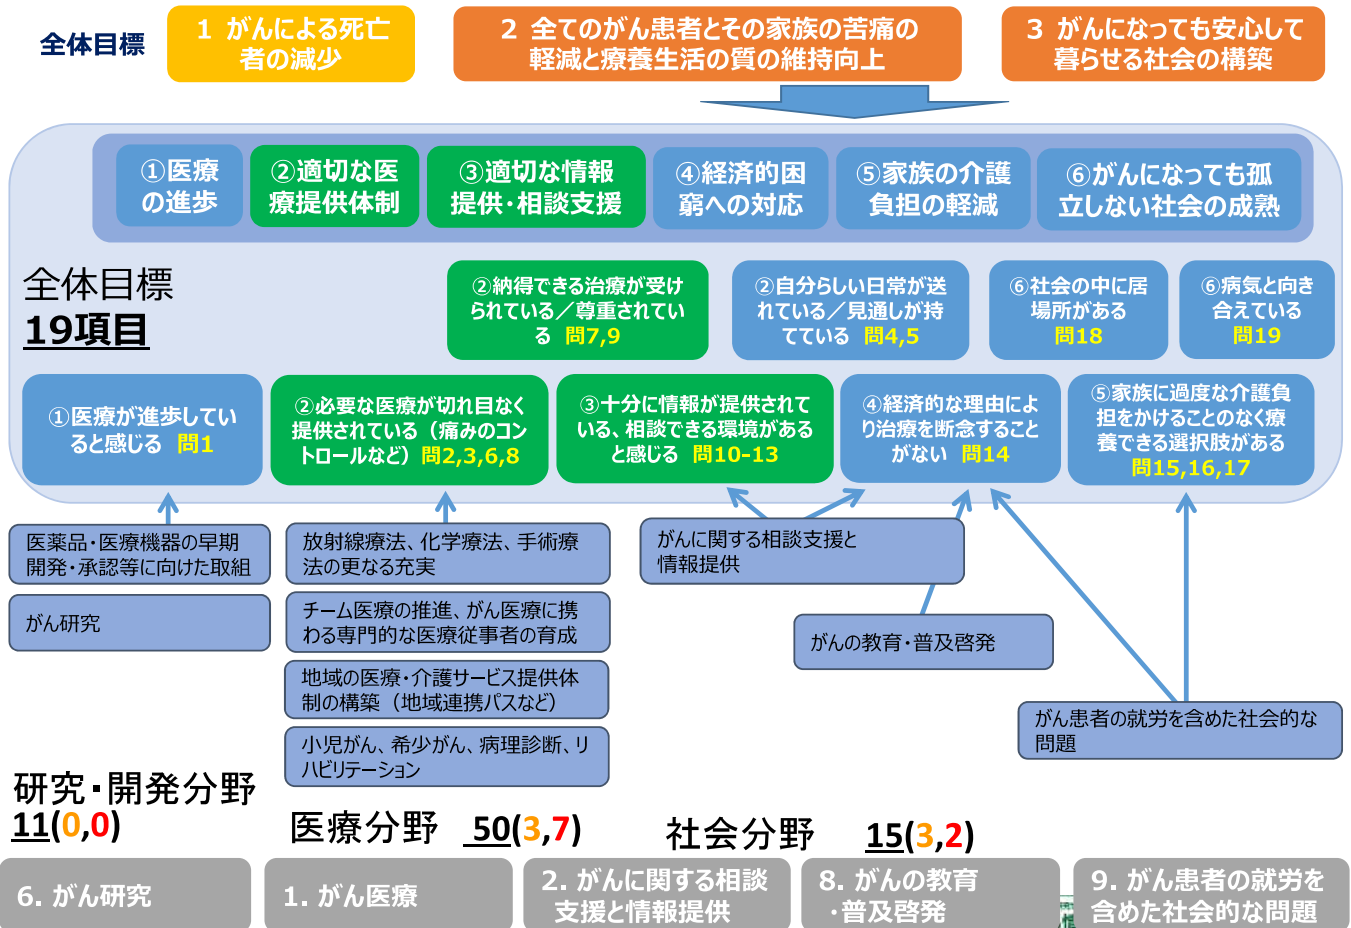 全体目標
1 がんによる死亡
者の減少
2 全てのがん患者とその家族の苦痛の
軽減と療養生活の質の維持向上
3 がんになっても安心して
暮らせる社会の構築
①医療
の進歩
②適切な医
療提供体制
③適切な情報
提供・相談支援
④経済的困
窮への対応
⑤家族の介護
負担の軽減
⑥がんになっても孤
立しない社会の成熟
全体目標
19項目
②納得できる治療が受け
られている/尊重されてい
る 問7,9
②自分らしい日常が送
れている/見通しが持
てている 問4,5
⑥社会の中に居
場所がある
問18
⑥病気と向き
合えている
問19
①医療が進歩してい
ると感じる 問1
②必要な医療が切れ目なく
提供されている(痛みのコン
トロールなど)問2,3,6,8
③十分に情報が提供されて
いる、相談できる環境がある
と感じる 問10-13
④経済的な理由によ
り治療を断念すること
がない 問14
⑤家族に過度な介護負
担をかけることのなく療
養できる選択肢がある
問15,16,17
医薬品・医療機器の早期
開発・承認等に向けた取組
がん研究
放射線療法、化学療法、手術療
法の更なる充実
チーム医療の推進、がん医療に携
わる専門的な医療従事者の育成
地域の医療・介護サービス提供体
制の構築(地域連携パスなど)
小児がん、希少がん、病理診断、リ
ハビリテーション
がんに関する相談支援と
情報提供
がんの教育・普及啓発
がん患者の就労を含めた社会的な
問題
研究・開発分野
11(0,0)
医療分野 50(3,7)
社会分野 15(3,2)
6. がん研究
1. がん医療
2. がんに関する相談
支援と情報提供
8. がんの教育
・普及啓発
9. がん患者の就労を
含めた社会的な問題